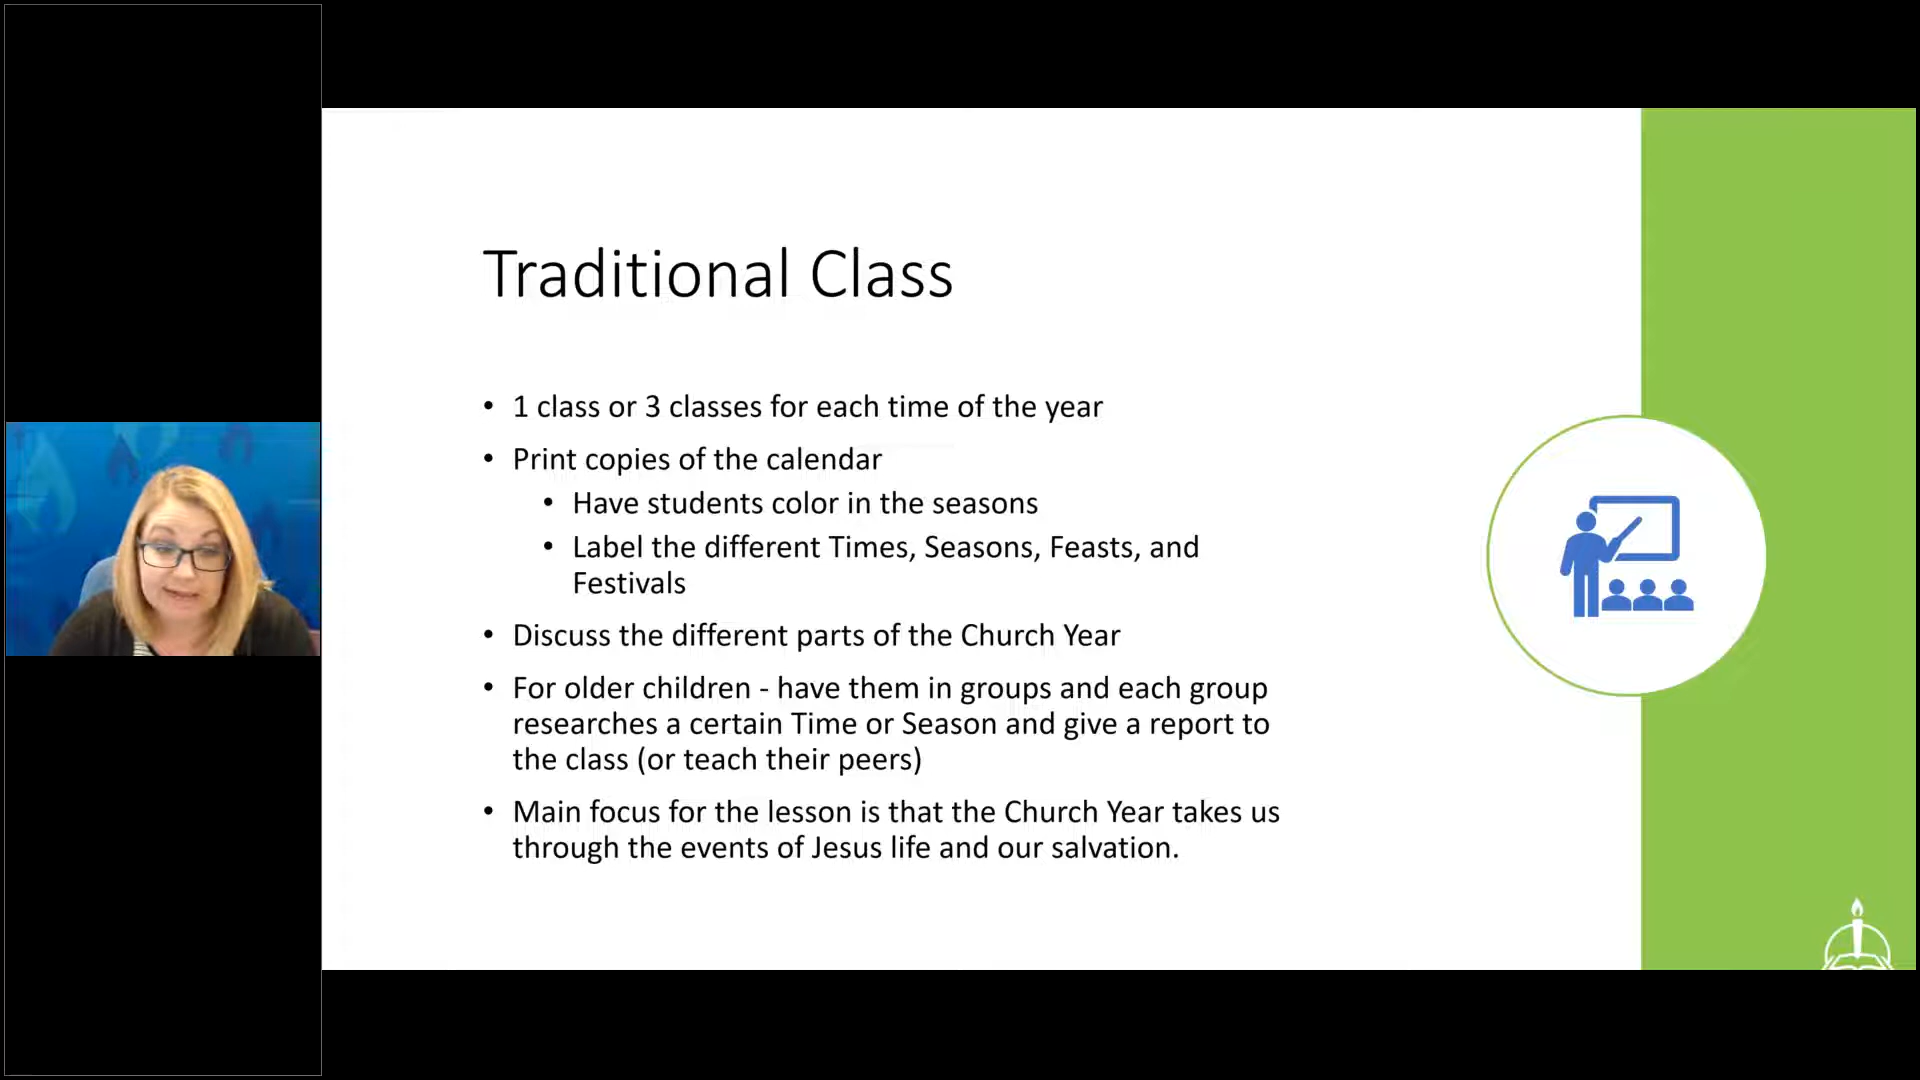 Traditional Class
• 1 class or 3 classes for each time of the year
• Print copies of the calendar
• Have students color in the seasons
• Label the different Times, Seasons, Feasts, and
Festivals
• Discuss the different parts of the Church Year
• For older children - have them in groups and each group
researches a certain Time or Season and give a report to
the class (or teach their peers)
• Main focus for the lesson is that the Church Year takes us
through the events of Jesus life and our salvation.